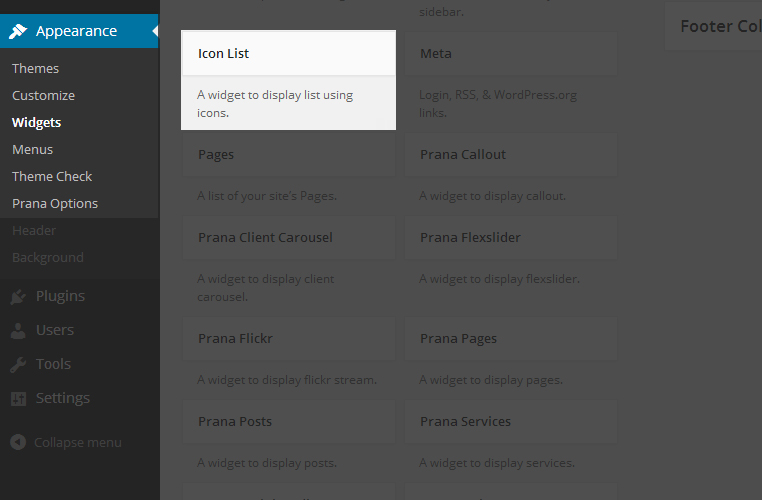 Appearance
Themes
Customize
Widgets
Menus
Theme Check
Prana Options
Header
Background
Plugins
Users
Tools
Settings
Collapse menu
sidebar.
Icon List
A widget to display list using
icons.
Meta
Login, RSS, & WordPress.org
links.
Pages
A list of your site's Pages.
Prana Callout
A widget to display callout.
Prana Client Carousel
A widget to display client
carousel.
Prana Flexslider
A widget to display flexslider.
Prana Flickr
A widget to display flickr stream.
Prana Pages
A widget to display pages.
Prana Posts
A widget to display posts.
Prana Services
A widget to display services.
Footer Col